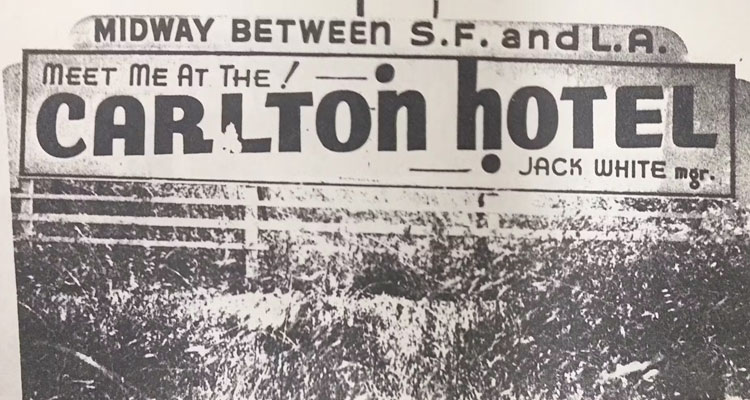 MIDWAY BETWEEn S.F. and L.A.
MEET ME AT THE!
CARLTOn hOTEL
JACK WHITE mgr.